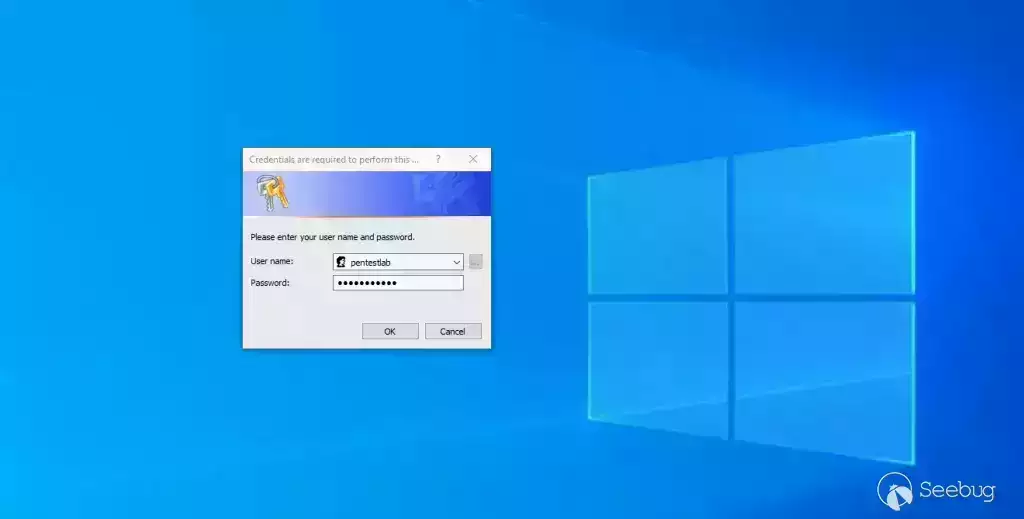 Credentials are required to perform this ...
Please enter your user name and password.
User name: pentestlab
Password: ●●●●●●●●●●●
OK Cancel
Seebug